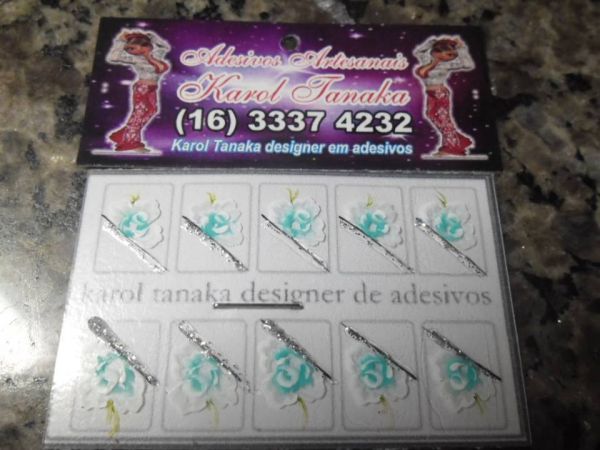 Adesivos Artesanais
Karol Tanaka
(16) 3337 4232
Karol Tanaka designer em adesivos
karol tanaka designer de adesivos